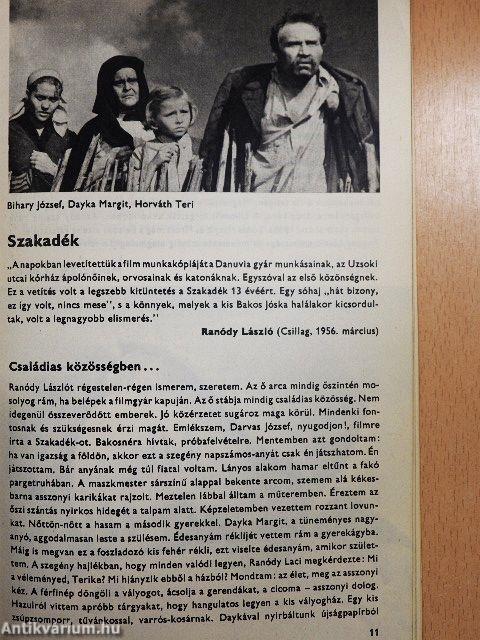 Bihary József, Dayka Margit, Horváth Teri
Szakadék
„A napokban levetítettük a film munkakópiáját a Danuvia gyár munkásainak, az Uzsoki
utcai kórház ápolónőinek, orvosainak és katonáknak. Egyszóval az első közönségnek.
Ez a vetítés volt a legszebb kitüntetés a Szakadék 13 évéért. Egy sóhaj „hát bizony,
ez így volt, nincs mese", s a könnyek, melyek a kis Bakos Jóska halálakor kicsordul-
tak, volt a legnagyobb elismerés."
Ranódy László (Csillag, 1956. március)
Családias közösségben...
Ranódy Lászlót régestelen-régen ismerem, szeretem. Az ő arca mindig őszintén mo-
solyog rám, ha belépek a filmgyár kapuján. Az ő stábja mindig családias közösség. Nem
idegenül összeverődött emberek. Jó közérzetet sugároz maga körül. Mindenki fon-
tosnak és szükségesnek érzi magát. Emlékszem, Darvas József, nyugodjon!, filmre
írta a Szakadék-ot. Bakosnéra hívtak, próbafelvételre. Mentemben azt gondoltam:
ha van igazság a földön, akkor ezt a szegény napszámos-anyát csak én játszhatom. Én
játszottam. Bár anyának még túl fiatal voltam. Lányos alakom hamar eltűnt a fakó
pargetruhában. A maszkmester sárszínű alappal bekente arcom, szemem alá kékes-
barna asszonyi karikákat rajzolt. Meztelen lábbal álltam a műteremben. Éreztem az
őszi szántás nyirkos hidegét a talpam alatt. Képzeletemben vezettem rozzant lovun-
kat. Nőttön-nőtt a hasam a második gyerekkel. Dayka Margit, a tüneményes nagy-
anyó, aggodalmasan leste a szülésem. Édesanyám réklijét vettem rám a gyerekágyba.
Máig is megvan ez a foszladozó kis fehér rékli, ezt viselte édesanyám, amikor szület-
tem. A szegény hajlékban, hogy minden valódi legyen, Ranódy Laci megkérdezte: Mi
a véleményed, Terike? Mi hiányzik ebből a házból? Mondtam: az élet, meg az asszonyi
kéz. A férfinép döngöli a vályogot, ácsolja a gerendákat, a cicoma – asszonyi dolog.
Hazulról vittem apróbb tárgyakat, hogy hangulatos legyen a kis vályogház. Egy kis
zsúpzsomport, tűvánkossal, varrós-kosárnak. Daykával nyírbáltunk újságpapírból
11
Antikvarium.hu